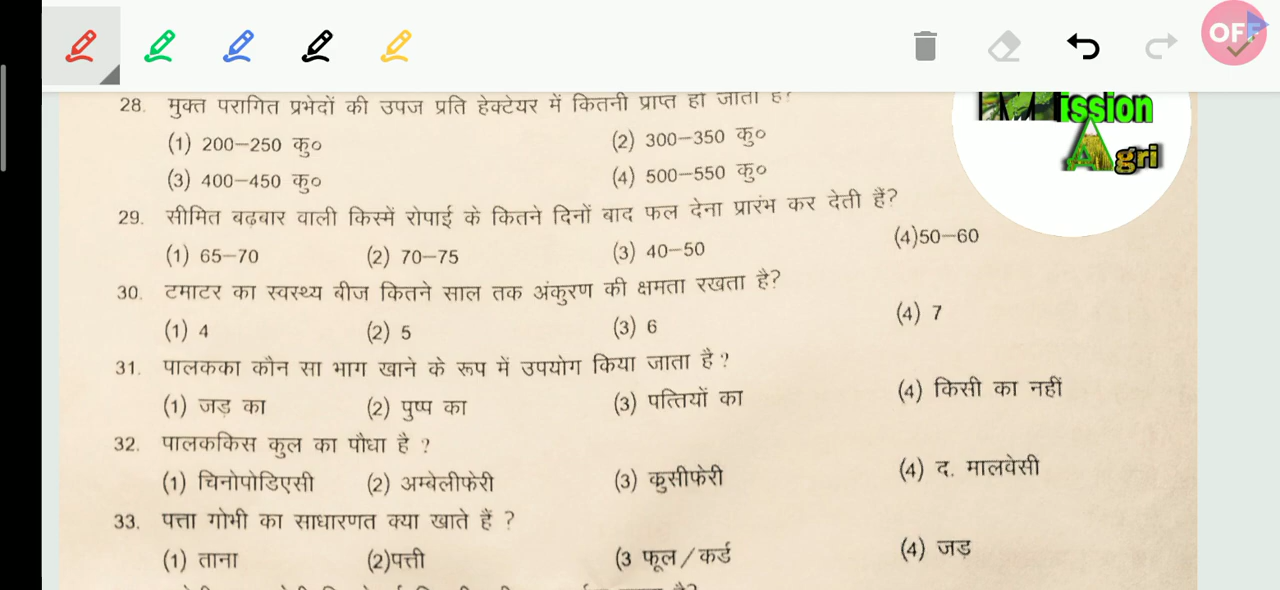 OFF
Mission
Agri
28. मुक्त परागित प्रभेदों की उपज प्रति हेक्टेयर में कितनी प्राप्त हो जाती है?
(1) 200–250 कु० (2) 300–350 कु०
(3) 400–450 कु० (4) 500–550 कु०
29. सीमित बढ़बार वाली किस्में रोपाई के कितने दिनों बाद फल देना प्रारंभ कर देती हैं?
(1) 65–70 (2) 70–75 (3) 40–50 (4)50–60
30. टमाटर का स्वस्थ्य बीज कितने साल तक अंकुरण की क्षमता रखता है?
(1) 4 (2) 5 (3) 6 (4) 7
31. पालकका कौन सा भाग खाने के रूप में उपयोग किया जाता है ?
(1) जड़ का (2) पुष्प का (3) पत्तियों का (4) किसी का नहीं
32. पालककिस कुल का पौधा है ?
(1) चिनोपोडिएसी (2) अम्बेलीफेरी (3) कुसीफेरी (4) द. मालवेसी
33. पत्ता गोभी का साधारणत क्या खाते हैं ?
(1) ताना (2)पत्ती (3 फूल/कर्ड (4) जड़